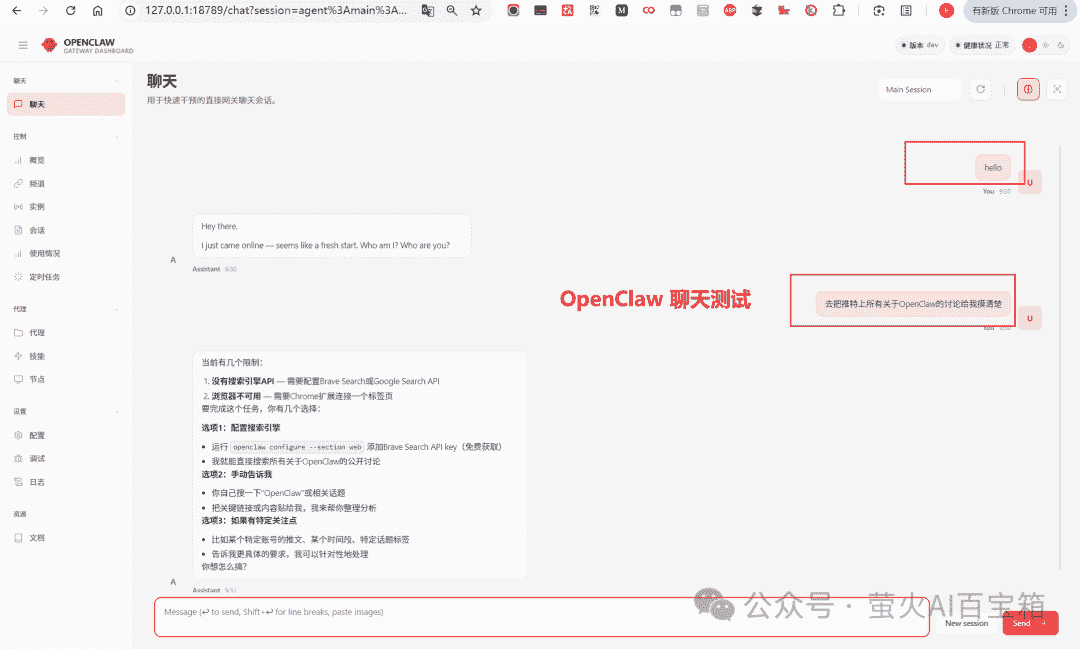 127.0.0.1:18789/chat?session=agent%3Amain%3A...
有新版 Chrome 可用
OPENCLAW
GATEWAY DASHBOARD
版本 dev
健康状况 正常
聊天
聊天
控制
概览
频道
实例
会话
使用情况
定时任务
代理
代理
技能
节点
设置
配置
调试
日志
资源
文档
聊天
用于快速干预的直接网关聊天会话。
Main Session
hello
U
You 9:30
Hey there.
I just came online — seems like a fresh start. Who am I? Who are you?
A
Assistant 9:30
OpenClaw 聊天测试
去把推特上所有关于OpenClaw的讨论给我摸清楚
U
You
当前有几个限制：
1. 没有搜索引擎API — 需要配置Brave Search或Google Search API
2. 浏览器不可用 — 需要Chrome扩展连接一个标签页
要完成这个任务，你有几个选择：
选项1：配置搜索引擎
• 运行 openclaw configure --section web 添加Brave Search API key（免费获取）
• 我就能直接搜索所有关于OpenClaw的公开讨论
选项2：手动告诉我
• 你自己搜一下"OpenClaw"或相关话题
• 把关键链接或内容贴给我，我来帮你整理分析
选项3：如果有特定关注点
• 比如某个特定账号的推文、某个时间段、特定话题标签
• 告诉我更具体的要求，我可以针对性地处理
你想怎么搞？
A
Assistant 9:31
Message (↩ to send, Shift+↩ for line breaks, paste images)
New session
Send
公众号 · 萤火AI百宝箱